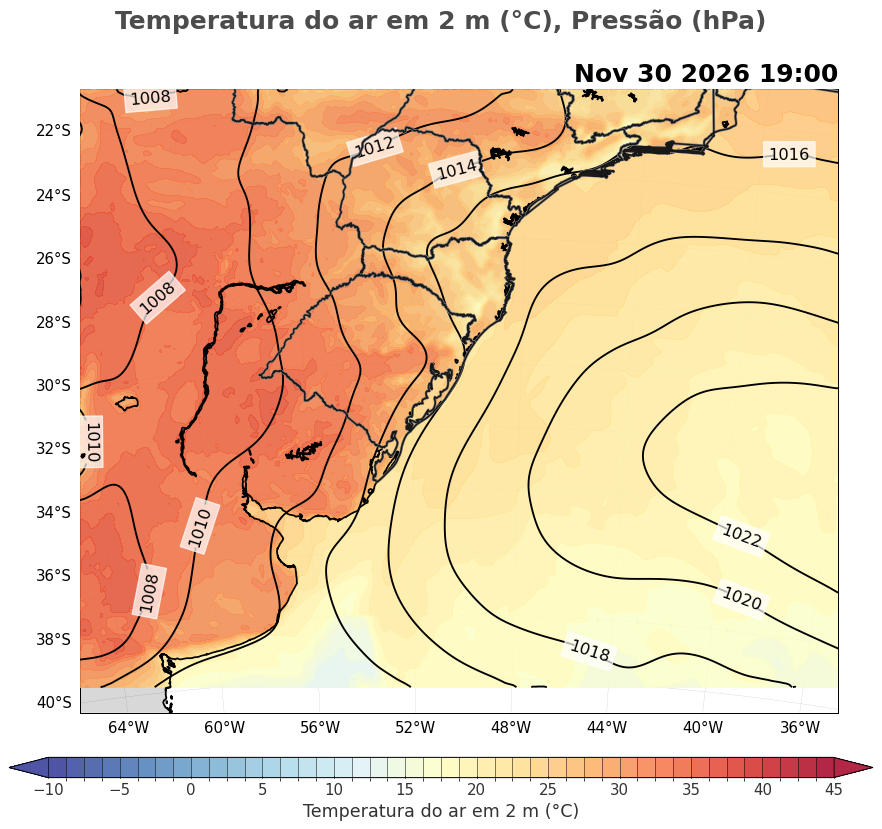 Temperatura do ar em 2 m (°C), Pressão (hPa)
Nov 30 2026 19:00
1008
1012
1014
1016
1008
1010
1010
1008
1022
1020
1018
22°S
24°S
26°S
28°S
30°S
32°S
34°S
36°S
38°S
40°S
64°W 60°W 56°W 52°W 48°W 44°W 40°W 36°W
−10 −5 0 5 10 15 20 25 30 35 40 45
Temperatura do ar em 2 m (°C)